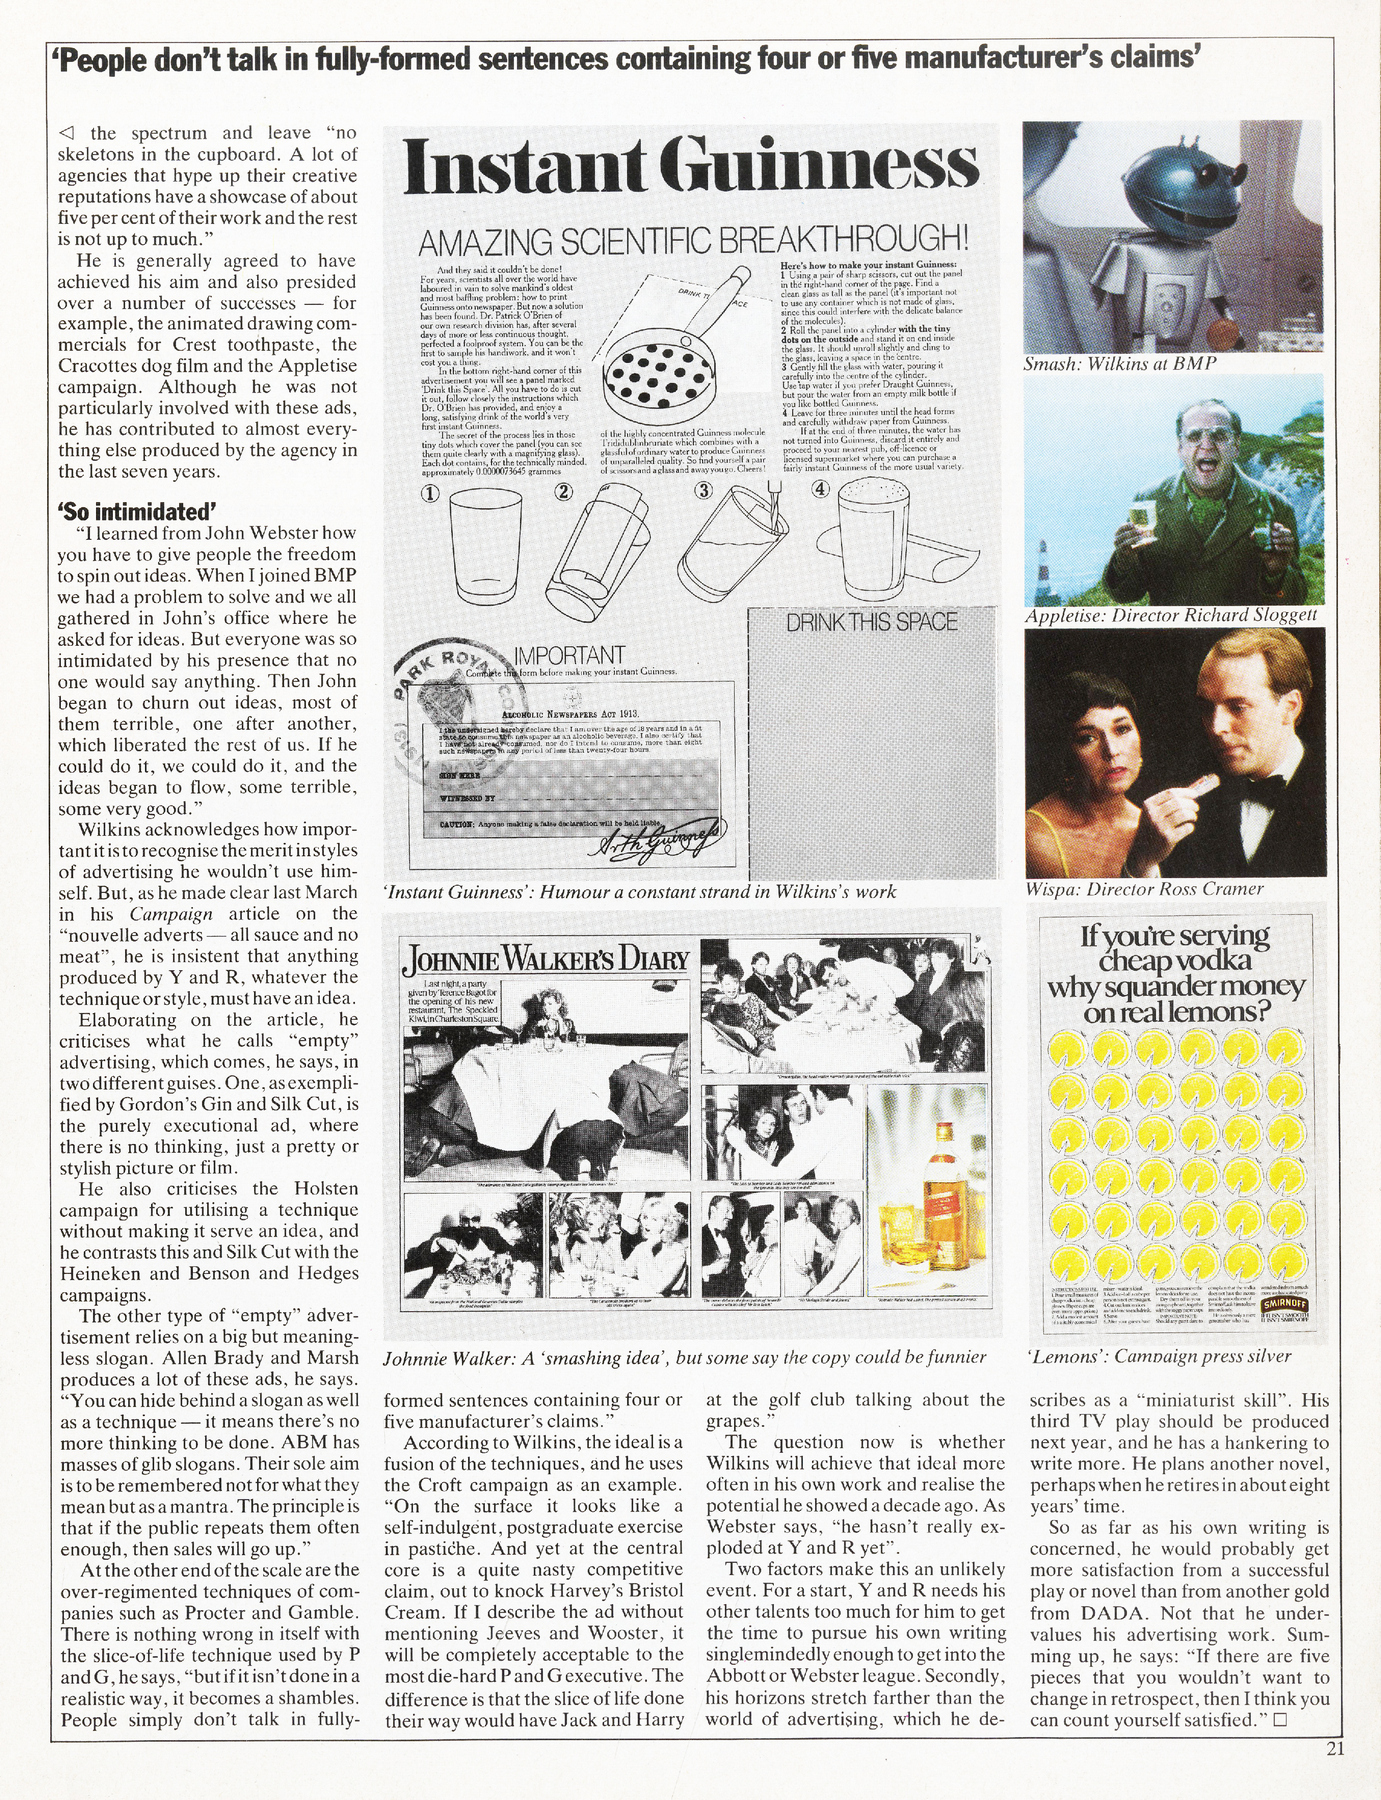 ‘People don’t talk in fully-formed sentences containing four or five manufacturer’s claims’
◁ the spectrum and leave “no
skeletons in the cupboard. A lot of
agencies that hype up their creative
reputations have a showcase of about
five per cent of their work and the rest
is not up to much.”
He is generally agreed to have
achieved his aim and also presided
over a number of successes — for
example, the animated drawing com-
mercials for Crest toothpaste, the
Cracottes dog film and the Appletise
campaign. Although he was not
particularly involved with these ads,
he has contributed to almost every-
thing else produced by the agency in
the last seven years.
‘So intimidated’
“I learned from John Webster how
you have to give people the freedom
to spin out ideas. When I joined BMP
we had a problem to solve and we all
gathered in John’s office where he
asked for ideas. But everyone was so
intimidated by his presence that no
one would say anything. Then John
began to churn out ideas, most of
them terrible, one after another,
which liberated the rest of us. If he
could do it, we could do it, and the
ideas began to flow, some terrible,
some very good.”
Wilkins acknowledges how impor-
tant it is to recognise the merit in styles
of advertising he wouldn’t use him-
self. But, as he made clear last March
in his Campaign article on the
“nouvelle adverts — all sauce and no
meat”, he is insistent that anything
produced by Y and R, whatever the
technique or style, must have an idea.
Elaborating on the article, he
criticises what he calls “empty”
advertising, which comes, he says, in
two different guises. One, as exempli-
fied by Gordon’s Gin and Silk Cut, is
the purely executional ad, where
there is no thinking, just a pretty or
stylish picture or film.
He also criticises the Holsten
campaign for utilising a technique
without making it serve an idea, and
he contrasts this and Silk Cut with the
Heineken and Benson and Hedges
campaigns.
The other type of “empty” adver-
tisement relies on a big but meaning-
less slogan. Allen Brady and Marsh
produces a lot of these ads, he says.
“You can hide behind a slogan as well
as a technique — it means there’s no
more thinking to be done. ABM has
masses of glib slogans. Their sole aim
is to be remembered not for what they
mean but as a mantra. The principle is
that if the public repeats them often
enough, then sales will go up.”
At the other end of the scale are the
over-regimented techniques of com-
panies such as Procter and Gamble.
There is nothing wrong in itself with
the slice-of-life technique used by P
and G, he says, “but if it isn’t done in a
realistic way, it becomes a shambles.
People simply don’t talk in fully-
Instant Guinness
AMAZING SCIENTIFIC BREAKTHROUGH!
And they said it couldn’t be done!
For years, scientists all over the world have
laboured in vain to solve mankind’s oldest
and most baffling problem: how to print
Guinness onto newspaper. But now a solution
has been found. Dr. Patrick O’Brien of
our own research division has, after several
days of more or less continuous thought,
perfected a foolproof system. You can be the
first to sample his handiwork, and it won’t
cost you a thing.
In the bottom right-hand corner of this
advertisement you will see a panel marked
‘Drink this Space’. All you have to do is cut
it out, follow closely the instructions which
Dr. O’Brien has provided, and enjoy a
long, satisfying drink of the world’s very
first instant Guinness.
The secret of the process lies in those
tiny dots which cover the panel (you can see
them quite clearly with a magnifying glass).
Each dot contains, for the technically minded,
approximately 0.0000073645 grammes
DRINK TH ACE
of the highly concentrated Guinness molecule
which combines with a
glassful of ordinary water to produce Guinness
of unparalleled quality. So find yourself a pair
of scissors and a glass and away you go. Cheers!
Here’s how to make your instant Guinness:
1 Using a pair of sharp scissors, cut out the panel
in the right-hand corner of the page. Find a
clean glass as tall as the panel (it’s important not
to use any container which is not made of glass,
since this could interfere with the delicate balance
of the molecules).
2 Roll the panel into a cylinder with the tiny
dots on the outside and stand it on end inside
the glass. It should unroll slightly and cling to
the glass, leaving a space in the centre.
3 Gently fill the glass with water, pouring it
carefully into the centre of the cylinder.
Use tap water if you prefer Draught Guinness,
but pour the water from an empty milk bottle if
you like bottled Guinness.
4 Leave for three minutes until the head forms
and carefully withdraw paper from Guinness.
If at the end of three minutes, the water has
not turned into Guinness, discard it entirely and
proceed to your nearest pub, off-licence or
licensed supermarket where you can purchase a
fairly instant Guinness of the more usual variety.
1
2
3
4
DRINK THIS SPACE
PARK ROYAL
IMPORTANT
Complete this form before making your instant Guinness.
ALCOHOLIC NEWSPAPERS ACT 1913.
I the undersigned hereby declare that I am over the age of 18 years and in a fit
state to consume this newspaper as an alcoholic beverage. I also certify that
I have not already consumed, nor do I intend to consume, more than eight
such newspapers in any period of less than twenty-four hours.
SIGN HERE
WITNESSED BY
CAUTION: Anyone making a false declaration will be held liable.
Arth Guinness
‘Instant Guinness’: Humour a constant strand in Wilkins’s work
Smash: Wilkins at BMP
Appletise: Director Richard Sloggett
Wispa: Director Ross Cramer
JOHNNIE WALKER’S DIARY
Last night, a party
given by Terence Bagot for
the opening of his new
restaurant, The Speckled
Kiwi, in Charleston Square.
Johnnie Walker: A ‘smashing idea’, but some say the copy could be funnier
If you’re serving
cheap vodka
why squander money
on real lemons?
SMIRNOFF
IF IT ISN’T SMOOTH
IT ISN’T SMIRNOFF
‘Lemons’: Campaign press silver
formed sentences containing four or
five manufacturer’s claims.”
According to Wilkins, the ideal is a
fusion of the techniques, and he uses
the Croft campaign as an example.
“On the surface it looks like a
self-indulgent, postgraduate exercise
in pastiche. And yet at the central
core is a quite nasty competitive
claim, out to knock Harvey’s Bristol
Cream. If I describe the ad without
mentioning Jeeves and Wooster, it
will be completely acceptable to the
most die-hard P and G executive. The
difference is that the slice of life done
their way would have Jack and Harry
at the golf club talking about the
grapes.”
The question now is whether
Wilkins will achieve that ideal more
often in his own work and realise the
potential he showed a decade ago. As
Webster says, “he hasn’t really ex-
ploded at Y and R yet”.
Two factors make this an unlikely
event. For a start, Y and R needs his
other talents too much for him to get
the time to pursue his own writing
singlemindedly enough to get into the
Abbott or Webster league. Secondly,
his horizons stretch farther than the
world of advertising, which he de-
scribes as a “miniaturist skill”. His
third TV play should be produced
next year, and he has a hankering to
write more. He plans another novel,
perhaps when he retires in about eight
years’ time.
So as far as his own writing is
concerned, he would probably get
more satisfaction from a successful
play or novel than from another gold
from DADA. Not that he under-
values his advertising work. Sum-
ming up, he says: “If there are five
pieces that you wouldn’t want to
change in retrospect, then I think you
can count yourself satisfied.” □
21